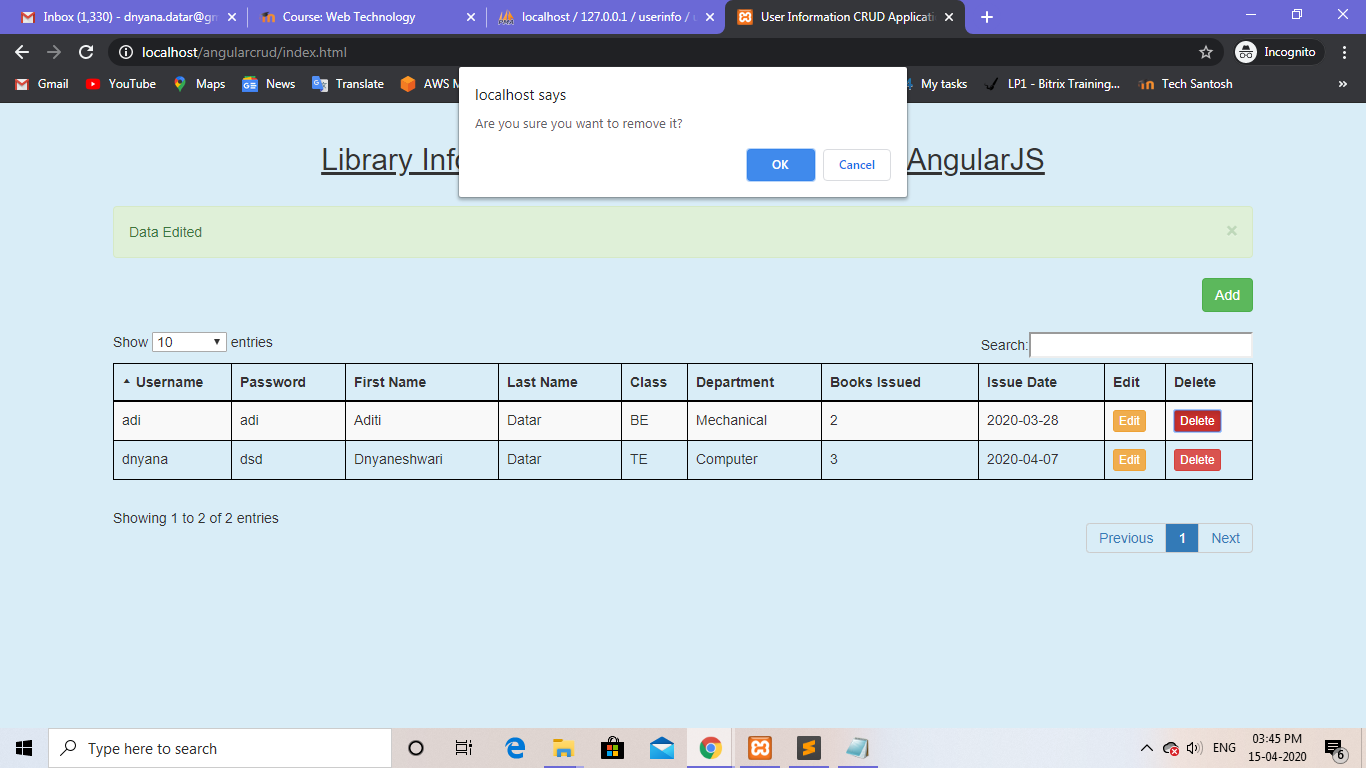 Inbox (1,330) - dnyana.datar@gm
Course: Web Technology
localhost / 127.0.0.1 / userinfo /
User Information CRUD Applicati
localhost/angularcrud/index.html
Incognito
Gmail YouTube Maps News Translate AWS M My tasks LP1 - Bitrix Training... Tech Santosh »
localhost says
Are you sure you want to remove it?
OK Cancel
Library Info AngularJS
Data Edited ×
Add
Show 10 entries Search:
Username Password First Name Last Name Class Department Books Issued Issue Date Edit Delete
adi adi Aditi Datar BE Mechanical 2 2020-03-28 Edit Delete
dnyana dsd Dnyaneshwari Datar TE Computer 3 2020-04-07 Edit Delete
Showing 1 to 2 of 2 entries
Previous 1 Next
Type here to search
ENG
03:45 PM
15-04-2020
6